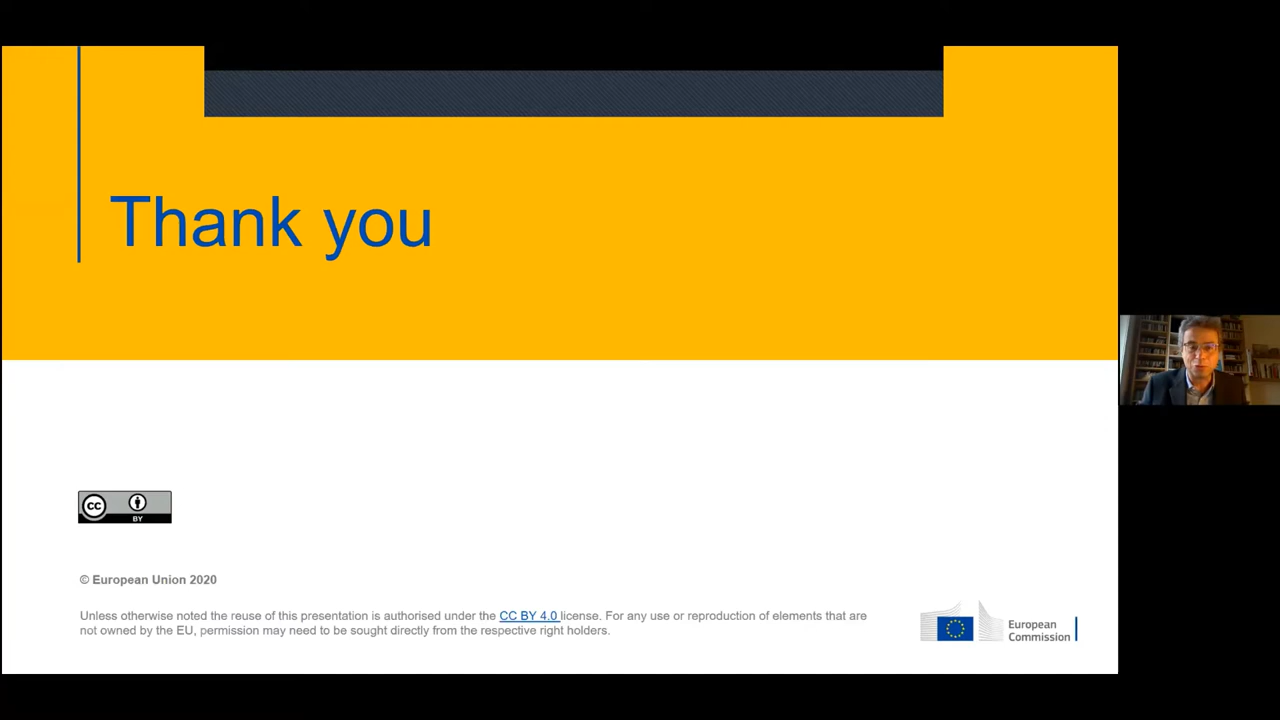 Thank you
cc
BY
© European Union 2020
Unless otherwise noted the reuse of this presentation is authorised under the CC BY 4.0 license. For any use or reproduction of elements that are
not owned by the EU, permission may need to be sought directly from the respective right holders.
European
Commission